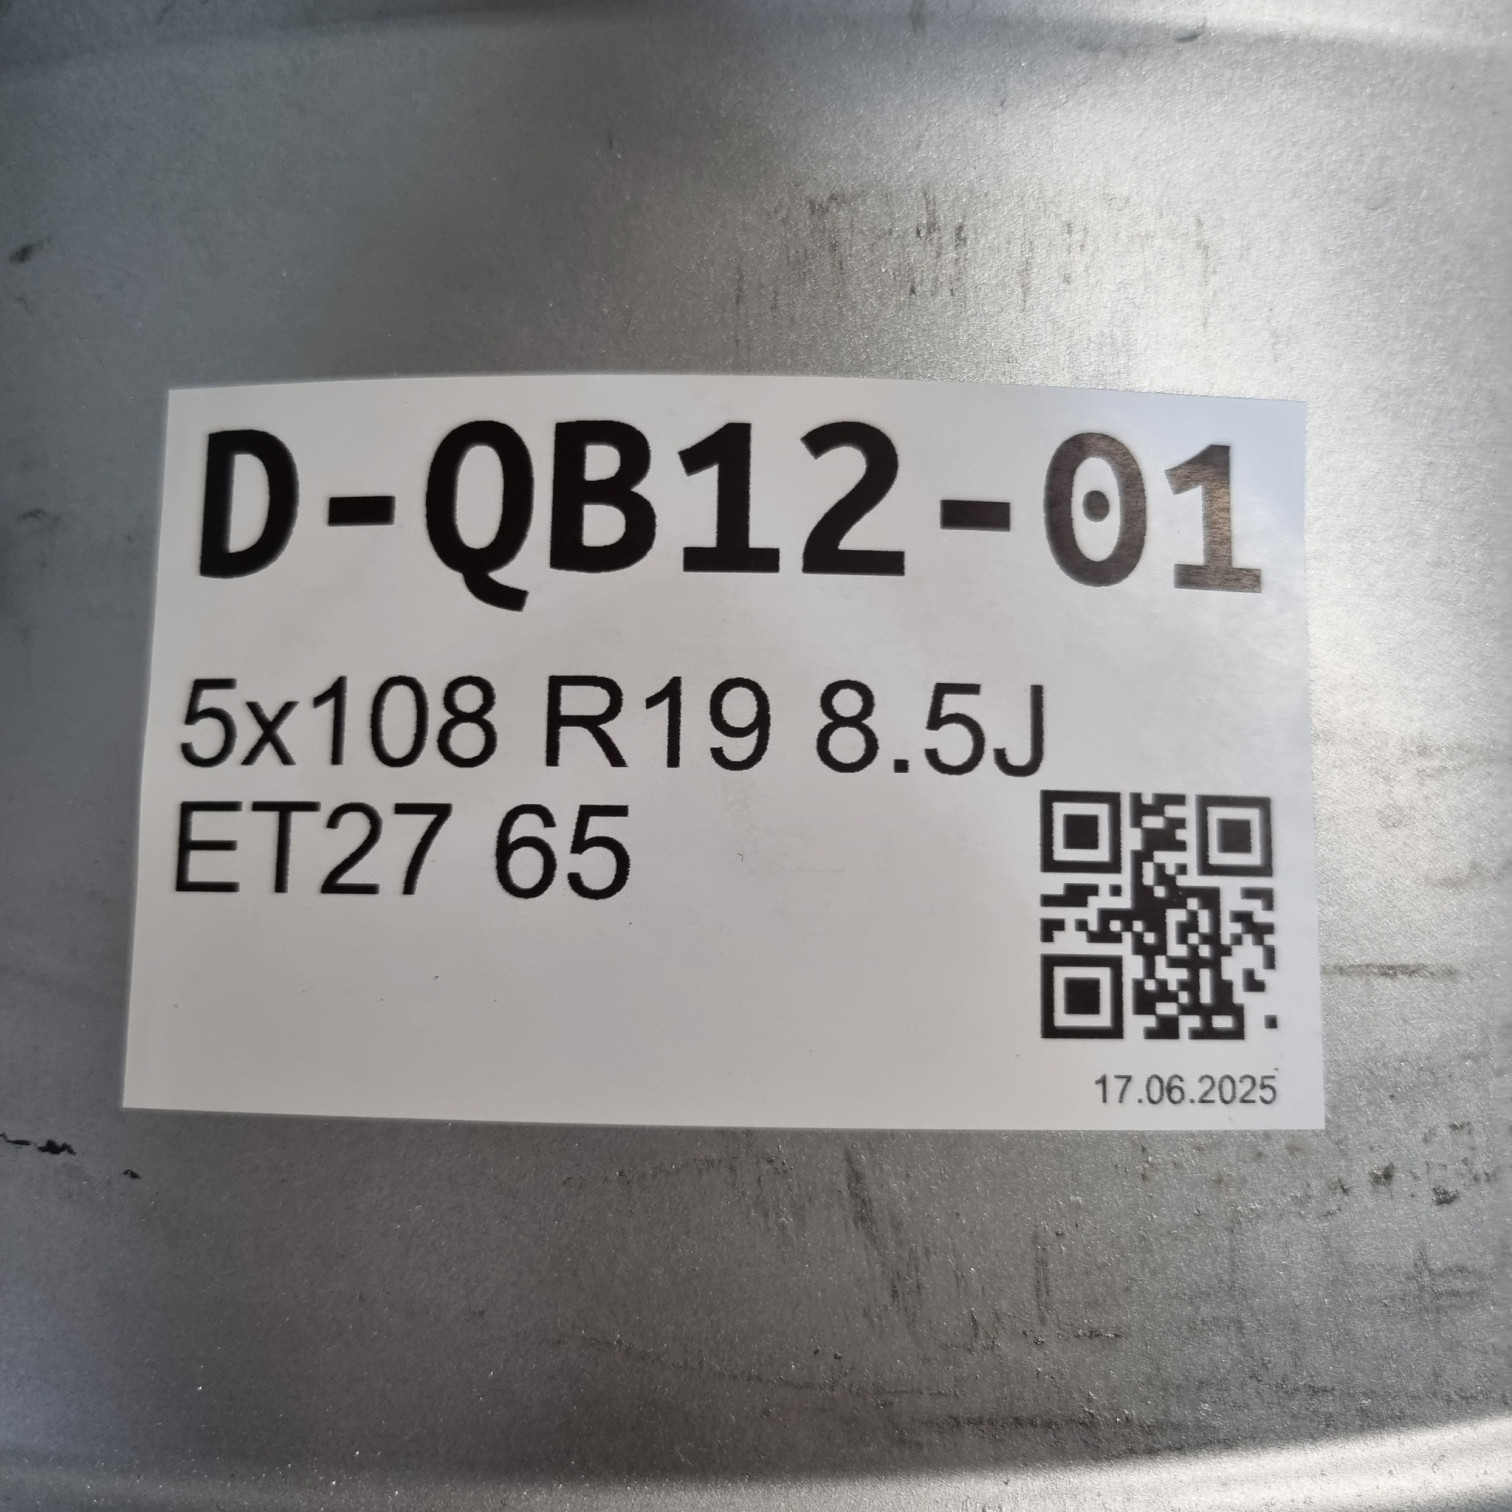 D-QB12-01
5x108 R19 8.5J
ET27 65
17.06.2025